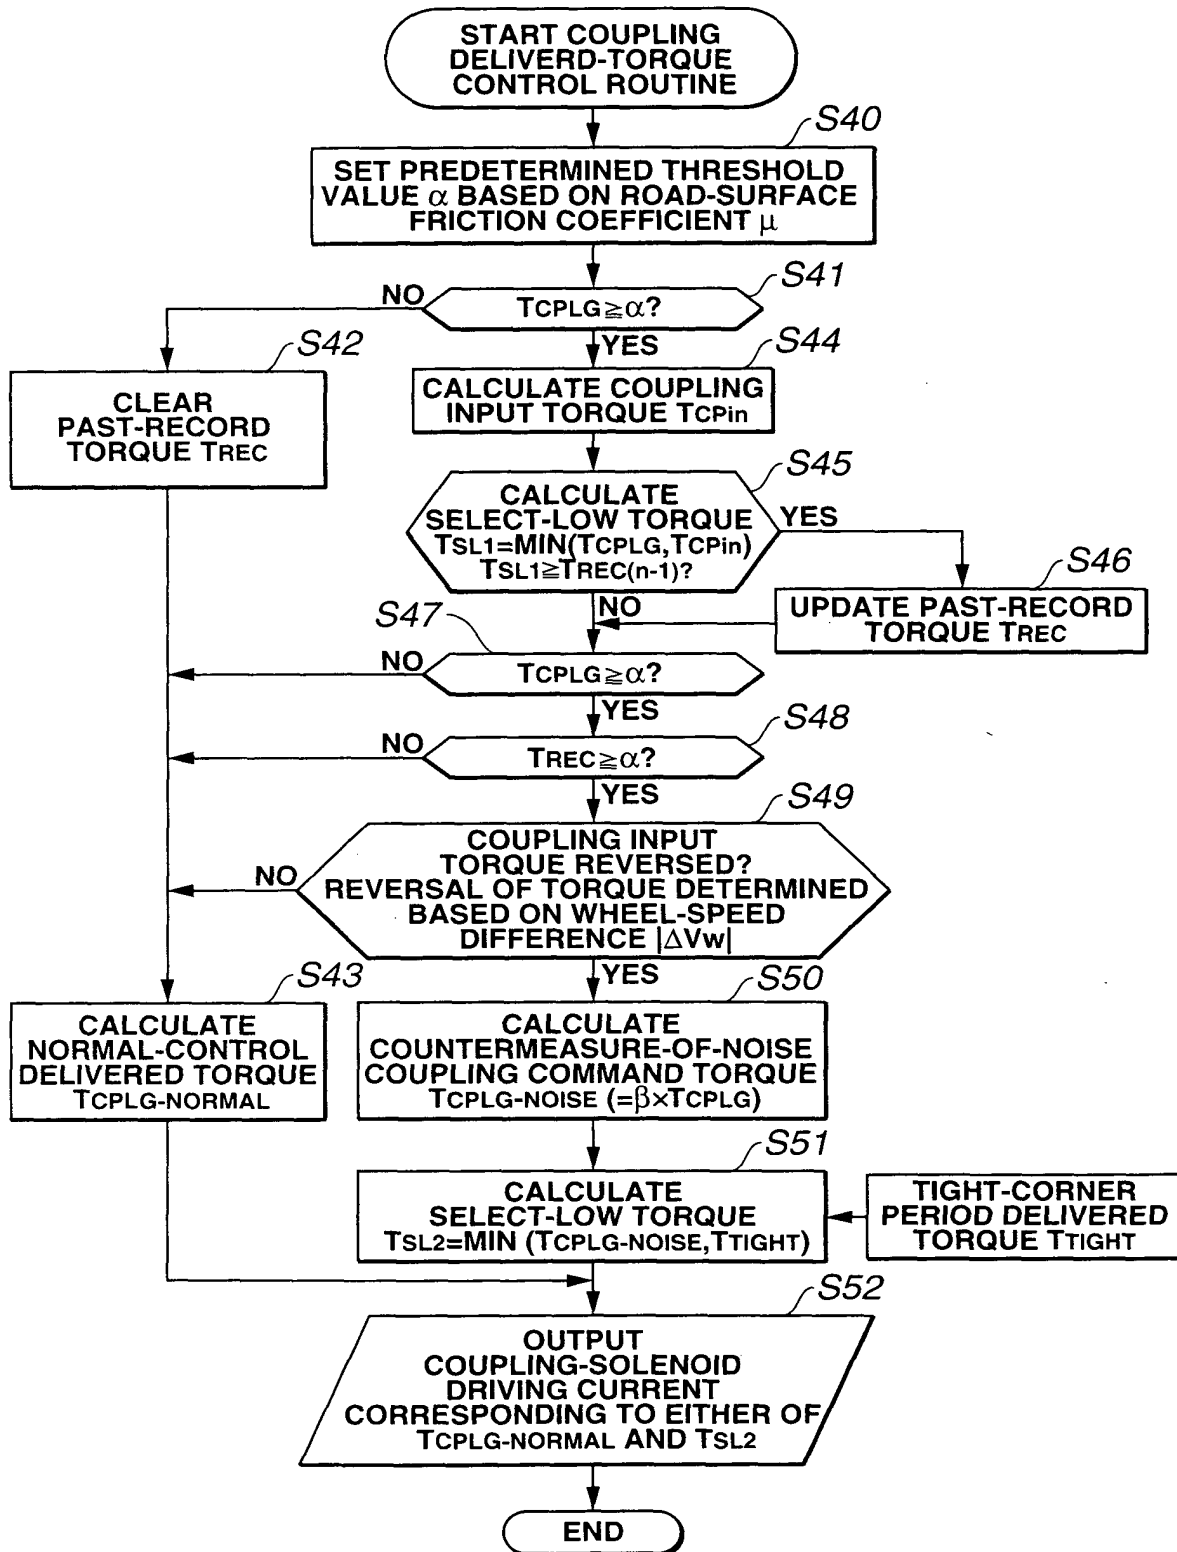 START COUPLING
DELIVERD-TORQUE
CONTROL ROUTINE
S40
SET PREDETERMINED THRESHOLD
VALUE α BASED ON ROAD-SURFACE
FRICTION COEFFICIENT μ
S41
NO
TCPLG≧α?
YES
S42
CLEAR
PAST-RECORD
TORQUE TREC
S44
CALCULATE COUPLING
INPUT TORQUE TCPin
S45
CALCULATE
SELECT-LOW TORQUE
TSL1=MIN(TCPLG,TCPin)
TSL1≧TREC(n-1)?
YES
NO
S46
UPDATE PAST-RECORD
TORQUE TREC
S47
NO
TCPLG≧α?
YES
S48
NO
TREC≧α?
YES
S49
COUPLING INPUT
TORQUE REVERSED?
NO
REVERSAL OF TORQUE DETERMINED
BASED ON WHEEL-SPEED
DIFFERENCE |ΔVw|
YES
S43
CALCULATE
NORMAL-CONTROL
DELIVERED TORQUE
TCPLG-NORMAL
S50
CALCULATE
COUNTERMEASURE-OF-NOISE
COUPLING COMMAND TORQUE
TCPLG-NOISE (=β×TCPLG)
S51
CALCULATE
SELECT-LOW TORQUE
TSL2=MIN (TCPLG-NOISE,TTIGHT)
TIGHT-CORNER
PERIOD DELIVERED
TORQUE TTIGHT
S52
OUTPUT
COUPLING-SOLENOID
DRIVING CURRENT
CORRESPONDING TO EITHER OF
TCPLG-NORMAL AND TSL2
END